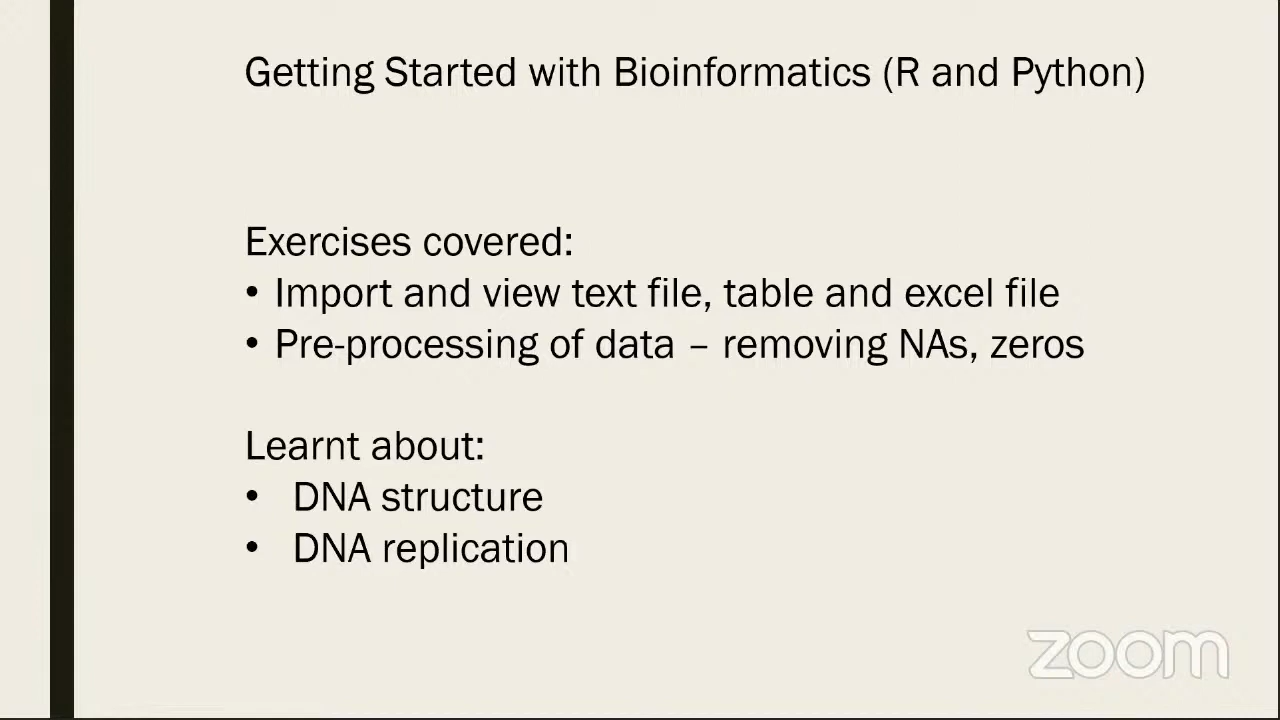 Getting Started with Bioinformatics (R and Python)
Exercises covered:
• Import and view text file, table and excel file
• Pre-processing of data – removing NAs, zeros
Learnt about:
• DNA structure
• DNA replication
zoom